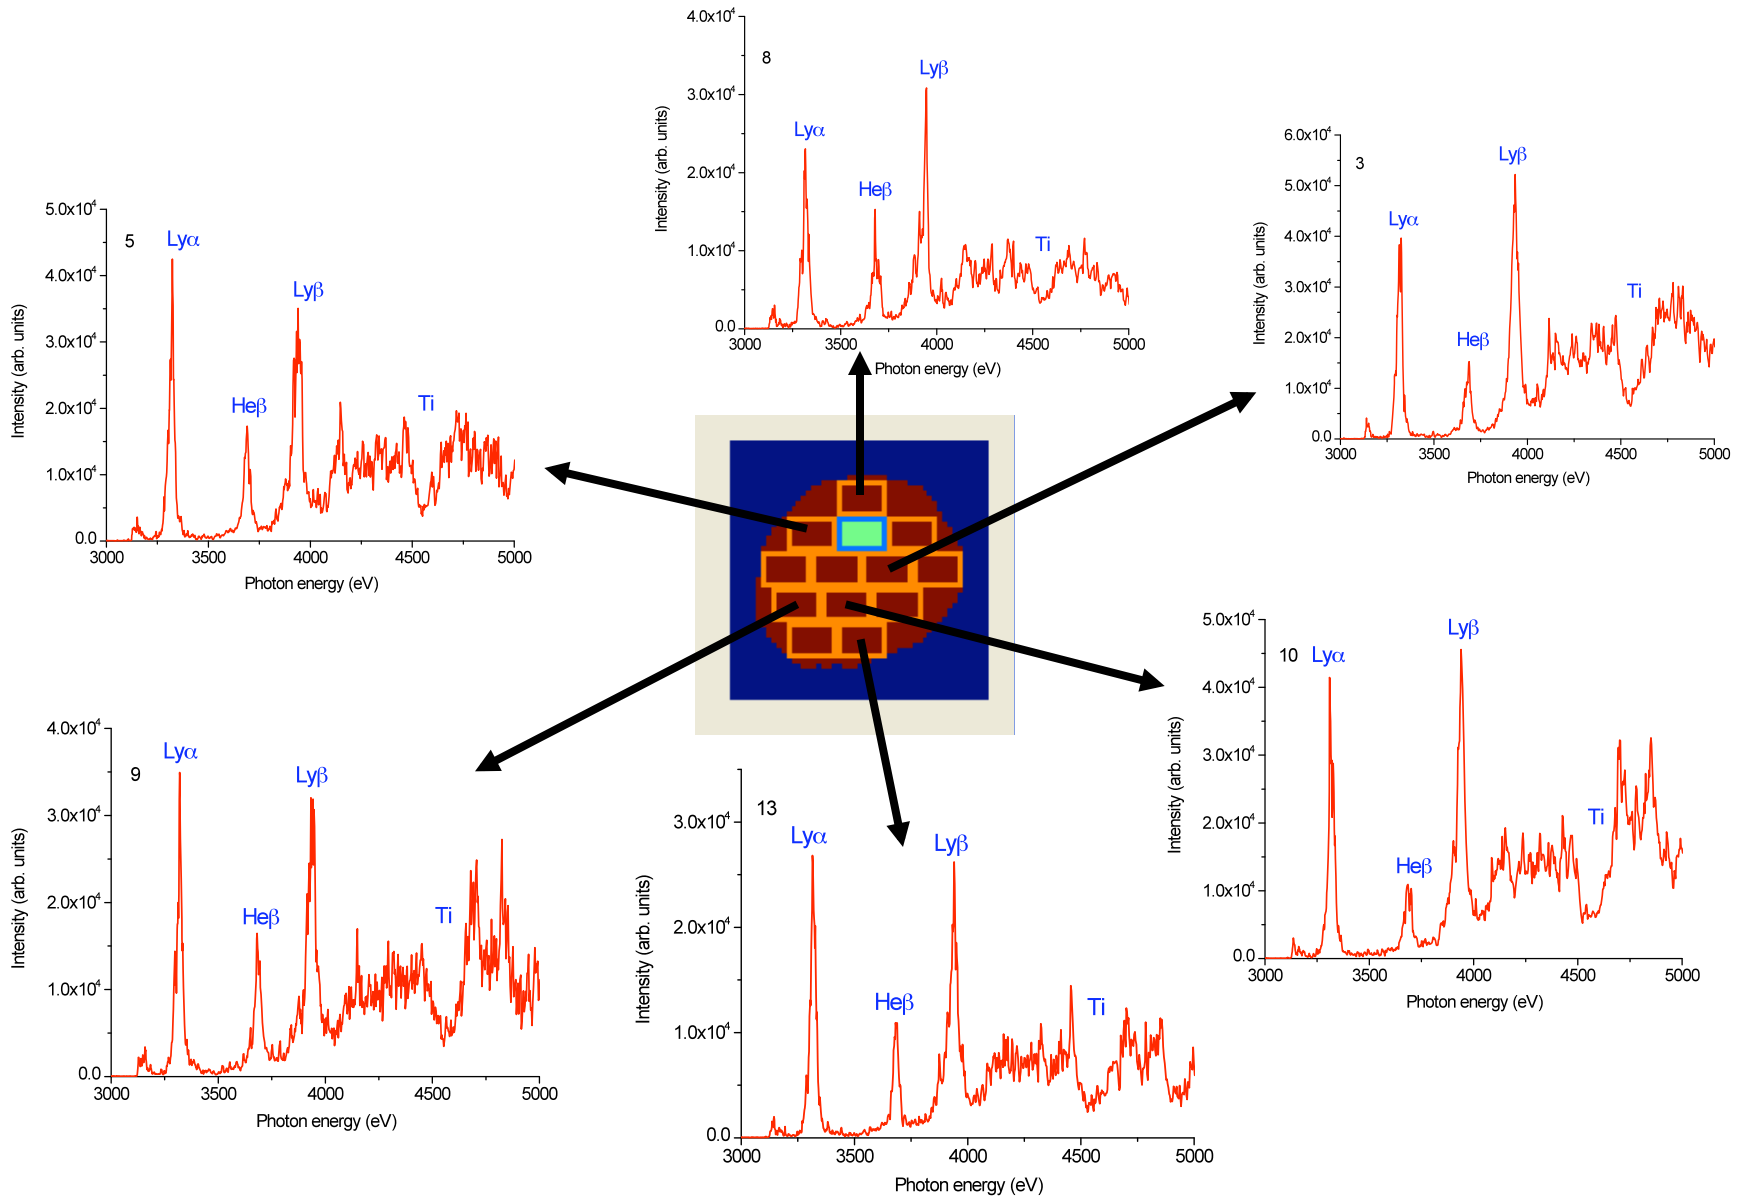 8
4.0x10⁴
3.0x10⁴
2.0x10⁴
1.0x10⁴
0.0
Intensity (arb. units)
Lyα
Heβ
Lyβ
Ti
3000 3500 4000 4500 5000
Photon energy (eV)
3
6.0x10⁴
5.0x10⁴
4.0x10⁴
3.0x10⁴
2.0x10⁴
1.0x10⁴
0.0
Intensity (arb. units)
Lyα
Heβ
Lyβ
Ti
3000 3500 4000 4500 5000
Photon energy (eV)
5
5.0x10⁴
4.0x10⁴
3.0x10⁴
2.0x10⁴
1.0x10⁴
0.0
Intensity (arb. units)
Lyα
Heβ
Lyβ
Ti
3000 3500 4000 4500 5000
Photon energy (eV)
10
5.0x10⁴
4.0x10⁴
3.0x10⁴
2.0x10⁴
1.0x10⁴
0.0
Intensity (arb. units)
Lyα
Heβ
Lyβ
Ti
3000 3500 4000 4500 5000
Photon energy (eV)
9
4.0x10⁴
3.0x10⁴
2.0x10⁴
1.0x10⁴
0.0
Intensity (arb. units)
Lyα
Heβ
Lyβ
Ti
3000 3500 4000 4500 5000
Photon energy (eV)
13
3.0x10⁴
2.0x10⁴
1.0x10⁴
0.0
Intensity (arb. units)
Lyα
Heβ
Lyβ
Ti
3000 3500 4000 4500 5000
Photon energy (eV)